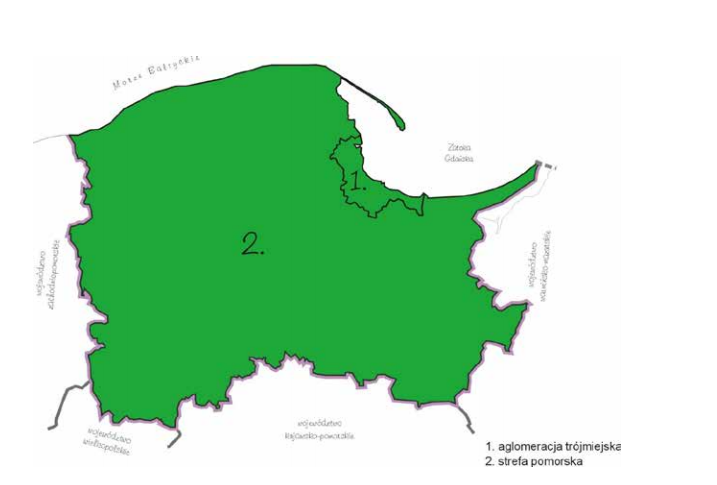 Morze Bałtyckie
Zatoka
Gdańska
1.
2.
województwo
zachodniopomorskie
województwo
warmińsko-mazurskie
województwo
wielkopolskie
województwo
kujawsko-pomorskie
1. aglomeracja trójmiejska
2. strefa pomorska